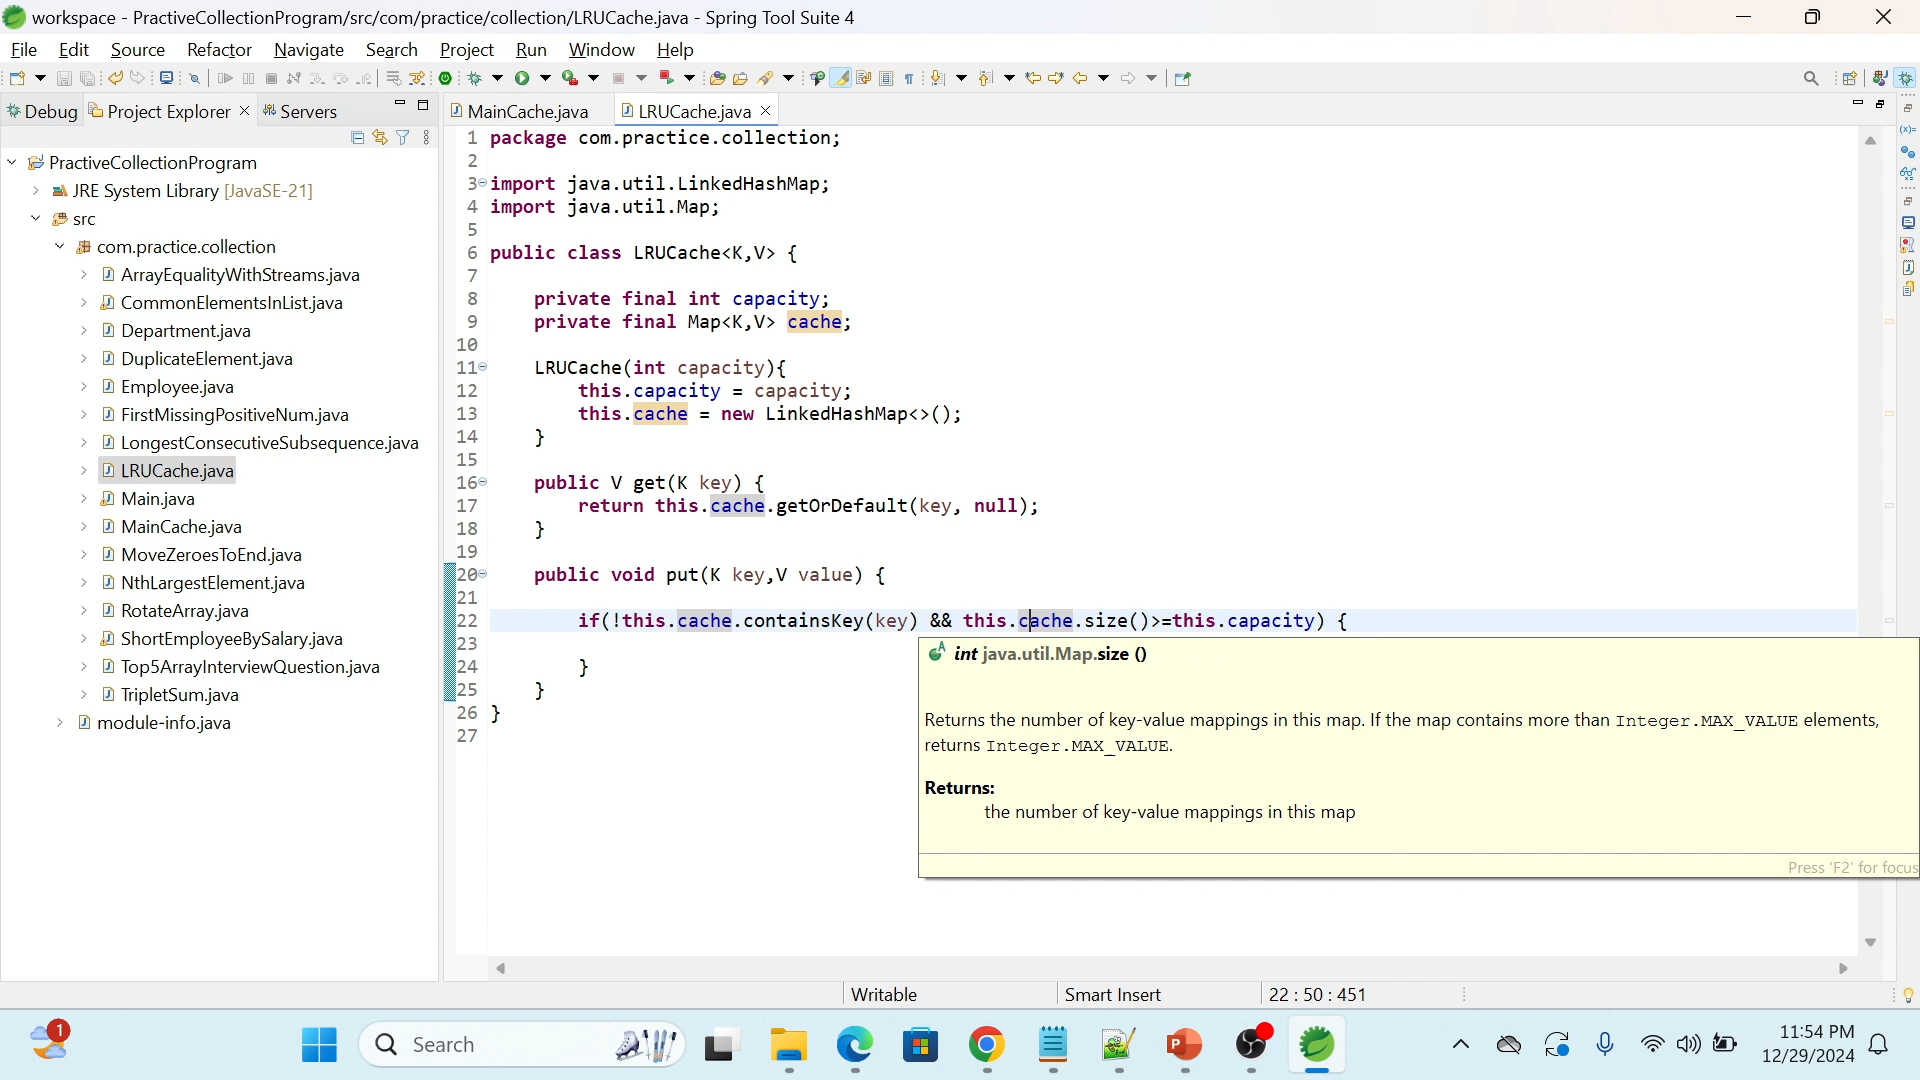 workspace - PractiveCollectionProgram/src/com/practice/collection/LRUCache.java - Spring Tool Suite 4
File Edit Source Refactor Navigate Search Project Run Window Help
Debug Project Explorer Servers
PractiveCollectionProgram
JRE System Library [JavaSE-21]
src
com.practice.collection
ArrayEqualityWithStreams.java
CommonElementsInList.java
Department.java
DuplicateElement.java
Employee.java
FirstMissingPositiveNum.java
LongestConsecutiveSubsequence.java
LRUCache.java
Main.java
MainCache.java
MoveZeroesToEnd.java
NthLargestElement.java
RotateArray.java
ShortEmployeeBySalary.java
Top5ArrayInterviewQuestion.java
TripletSum.java
module-info.java
MainCache.java LRUCache.java
1 package com.practice.collection;
2
3 import java.util.LinkedHashMap;
4 import java.util.Map;
5
6 public class LRUCache<K,V> {
7
8 private final int capacity;
9 private final Map<K,V> cache;
10
11 LRUCache(int capacity){
12 this.capacity = capacity;
13 this.cache = new LinkedHashMap<>();
14 }
15
16 public V get(K key) {
17 return this.cache.getOrDefault(key, null);
18 }
19
20 public void put(K key,V value) {
21
22 if(!this.cache.containsKey(key) && this.cache.size()>=this.capacity) {
23
24 }
25 }
26 }
27
int java.util.Map.size ()
Returns the number of key-value mappings in this map. If the map contains more than Integer.MAX_VALUE elements,
returns Integer.MAX_VALUE.
Returns:
the number of key-value mappings in this map
Press 'F2' for focus
Writable Smart Insert 22 : 50 : 451
1
Search
11:54 PM
12/29/2024